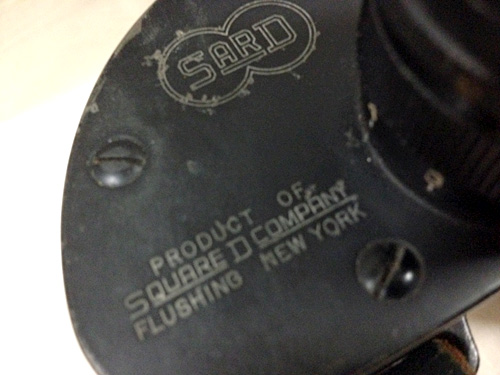 SARD
PRODUCT OF
SQUARE D COMPANY
FLUSHING NEW YORK